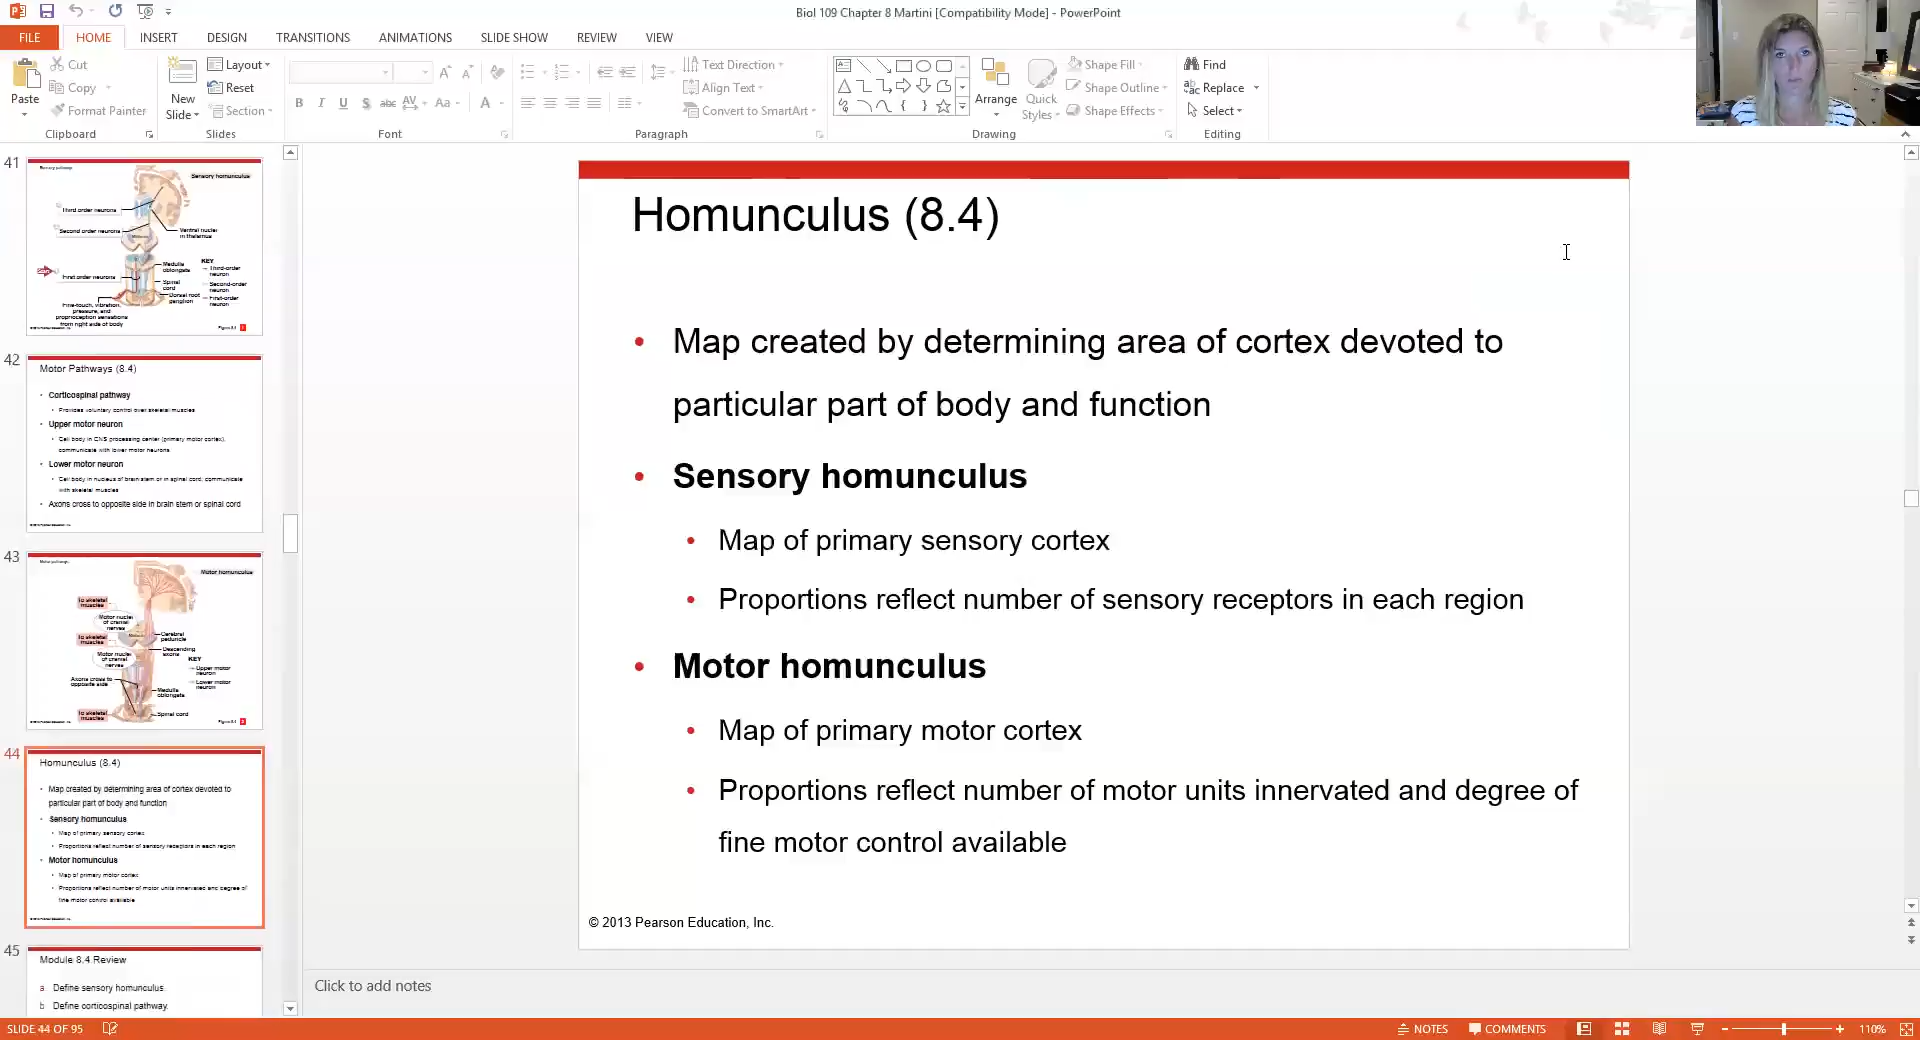 Biol 109 Chapter 8 Martini [Compatibility Mode] - PowerPoint
FILE HOME INSERT DESIGN TRANSITIONS ANIMATIONS SLIDE SHOW REVIEW VIEW
Paste
Cut
Copy
Format Painter
Clipboard
New
Slide
Layout
Reset
Section
Slides
B I U S abc AV Aa A
Font
Text Direction
Align Text
Convert to SmartArt
Paragraph
Arrange
Quick
Styles
Shape Fill
Shape Outline
Shape Effects
Drawing
Find
Replace
Select
Editing
41
Sensory pathway
Sensory homunculus
Third order neurons
Second order neurons
Ventral nuclei
in thalamus
First order neurons
Medulla
oblongata
Spinal
cord
Dorsal root
ganglion
KEY
Third-order
neuron
Second-order
neuron
First-order
neuron
Fine-touch, vibration,
pressure, and
proprioception sensations
from right side of body
42
Motor Pathways (8.4)
Corticospinal pathway
Provides voluntary control over skeletal muscles
Upper motor neuron
Cell body in CNS processing center (primary motor cortex),
communicate with lower motor neurons
Lower motor neuron
Cell body in nucleus of brain stem or in spinal cord, communicate
with skeletal muscles
Axons cross to opposite side in brain stem or spinal cord
43
Motor homunculus
To skeletal
muscles
Motor nuclei
of cranial
nerves
To skeletal
muscles
Cerebral
peduncle
Motor nuclei
of cranial
nerves
Descending
axons
KEY
Upper motor
neuron
Lower motor
neuron
Axons cross to
opposite side
Medulla
oblongata
To skeletal
muscles
Spinal cord
44
Homunculus (8.4)
• Map created by determining area of cortex devoted to
particular part of body and function
• Sensory homunculus
• Map of primary sensory cortex
• Proportions reflect number of sensory receptors in each region
• Motor homunculus
• Map of primary motor cortex
• Proportions reflect number of motor units innervated and degree of
fine motor control available
45
Module 8.4 Review
a Define sensory homunculus.
b Define corticospinal pathway.
Homunculus (8.4)
• Map created by determining area of cortex devoted to
particular part of body and function
• Sensory homunculus
• Map of primary sensory cortex
• Proportions reflect number of sensory receptors in each region
• Motor homunculus
• Map of primary motor cortex
• Proportions reflect number of motor units innervated and degree of
fine motor control available
© 2013 Pearson Education, Inc.
Click to add notes
SLIDE 44 OF 95
NOTES COMMENTS 110%